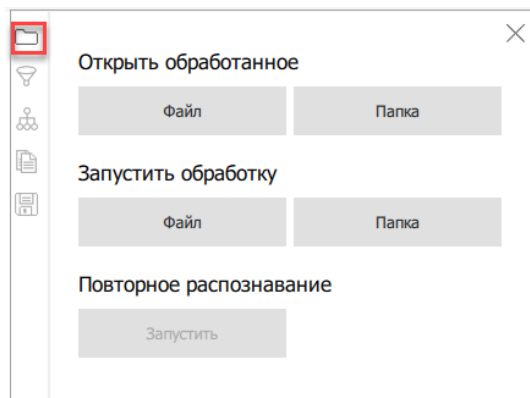 Открыть обработанное
Файл Папка
Запустить обработку
Файл Папка
Повторное распознавание
Запустить